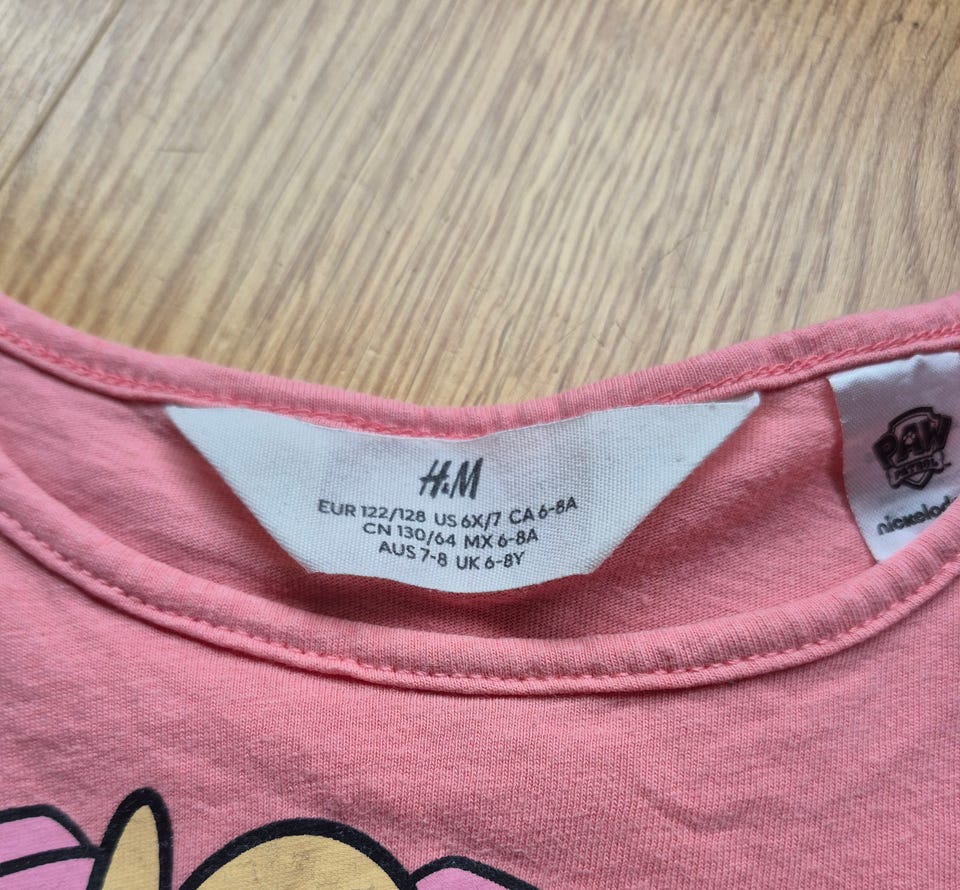 H&M
EUR 122/128 US 6X/7 CA 6-8A
CN 130/64 MX 6-8A
AUS 7-8 UK 6-8Y
PAW
PATROL
TM